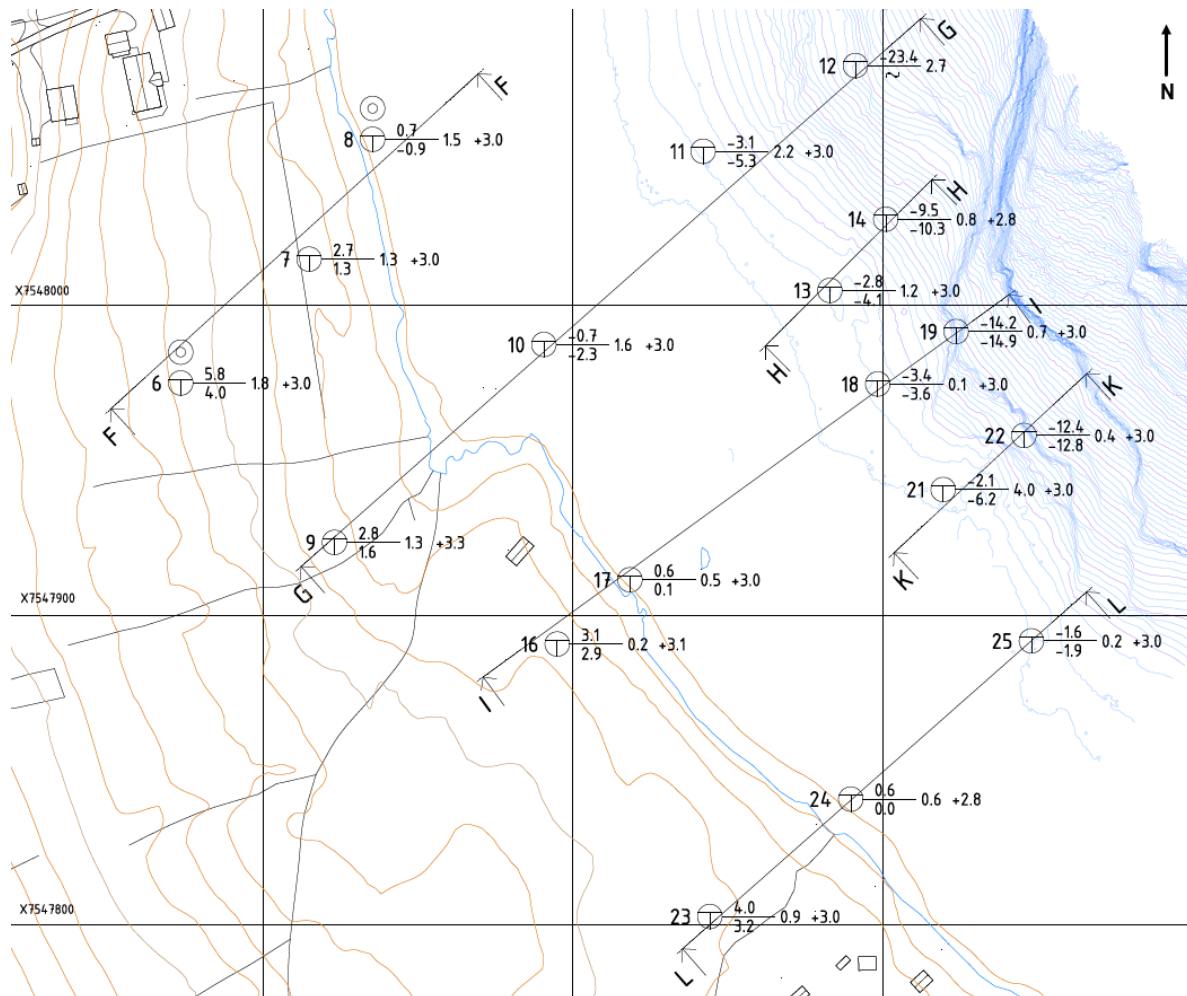 G
12 -23.4 ~ 2.7
N
F
8 0.7 -0.9 1.5 +3.0
11 -3.1 -5.3 2.2 +3.0
H
14 -9.5 -10.3 0.8 +2.8
7 2.7 1.3 1.3 +3.0
X7548000
13 -2.8 -4.1 1.2 +3.0
I
19 -14.2 -14.9 0.7 +3.0
10 -0.7 -2.3 1.6 +3.0
H
6 5.8 4.0 1.8 +3.0
18 -3.4 -3.6 0.1 +3.0
K
F
22 -12.4 -12.8 0.4 +3.0
21 -2.1 -6.2 4.0 +3.0
9 2.8 1.6 1.3 +3.3
K
17 0.6 0.1 0.5 +3.0
G
X7547900
L
16 3.1 2.9 0.2 +3.1
25 -1.6 -1.9 0.2 +3.0
I
24 0.6 0.0 0.6 +2.8
X7547800
23 4.0 3.2 0.9 +3.0
L